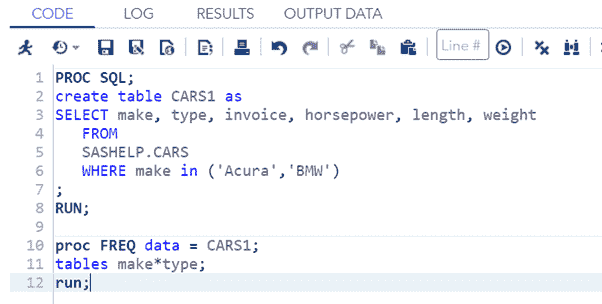 CODE LOG RESULTS OUTPUT DATA
Line #
1 PROC SQL;
2 create table CARS1 as
3 SELECT make, type, invoice, horsepower, length, weight
4 FROM
5 SASHELP.CARS
6 WHERE make in ('Acura','BMW')
7 ;
8 RUN;
9
10 proc FREQ data = CARS1;
11 tables make*type;
12 run;